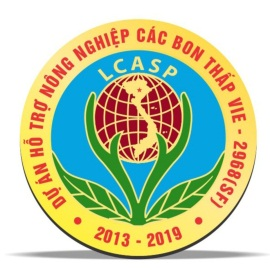 DỰ ÁN HỖ TRỢ NÔNG NGHIỆP CÁC BON THẤP VIE - 2968(SF)
LCASP
2013 - 2019